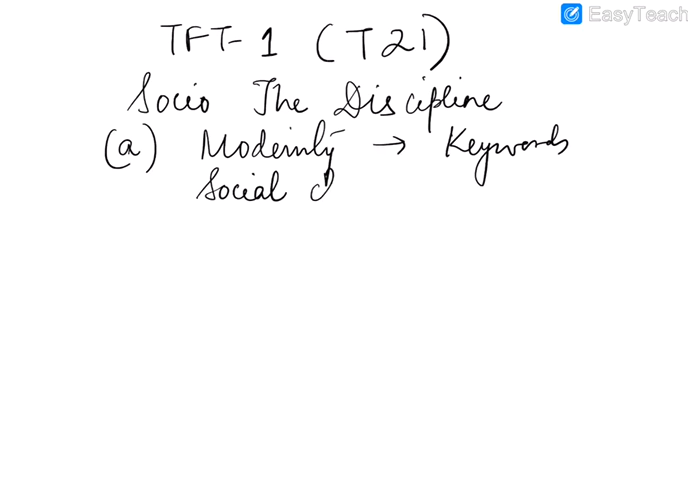 EasyTeach
TFT-1 (T21)
Socio The Discipline
(a) Modernity → Keywords
Social